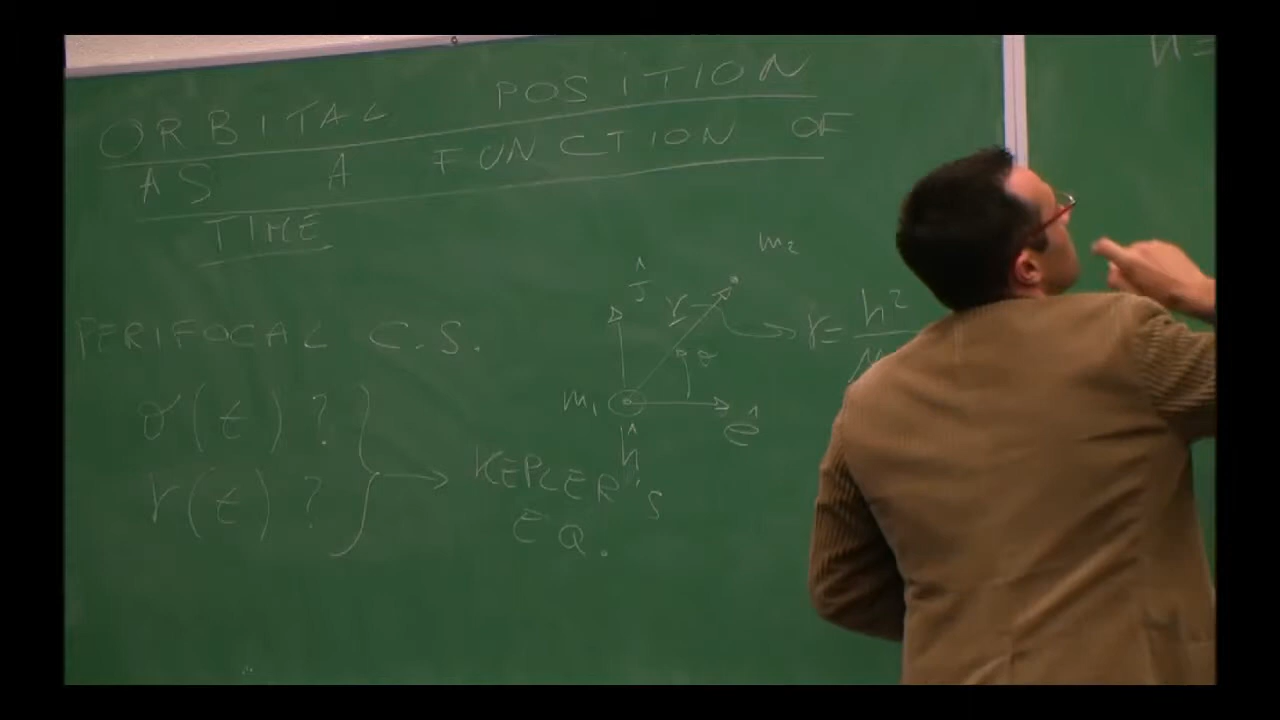 ORBITAL POSITION
AS A FUNCTION OF
TIME
PERIFOCAL C.S.
θ(t)?
r(t)?
KEPLER'S
EQ.
m₂
ĵ
r
θ
m₁
ê
ĥ
r = h²
h =